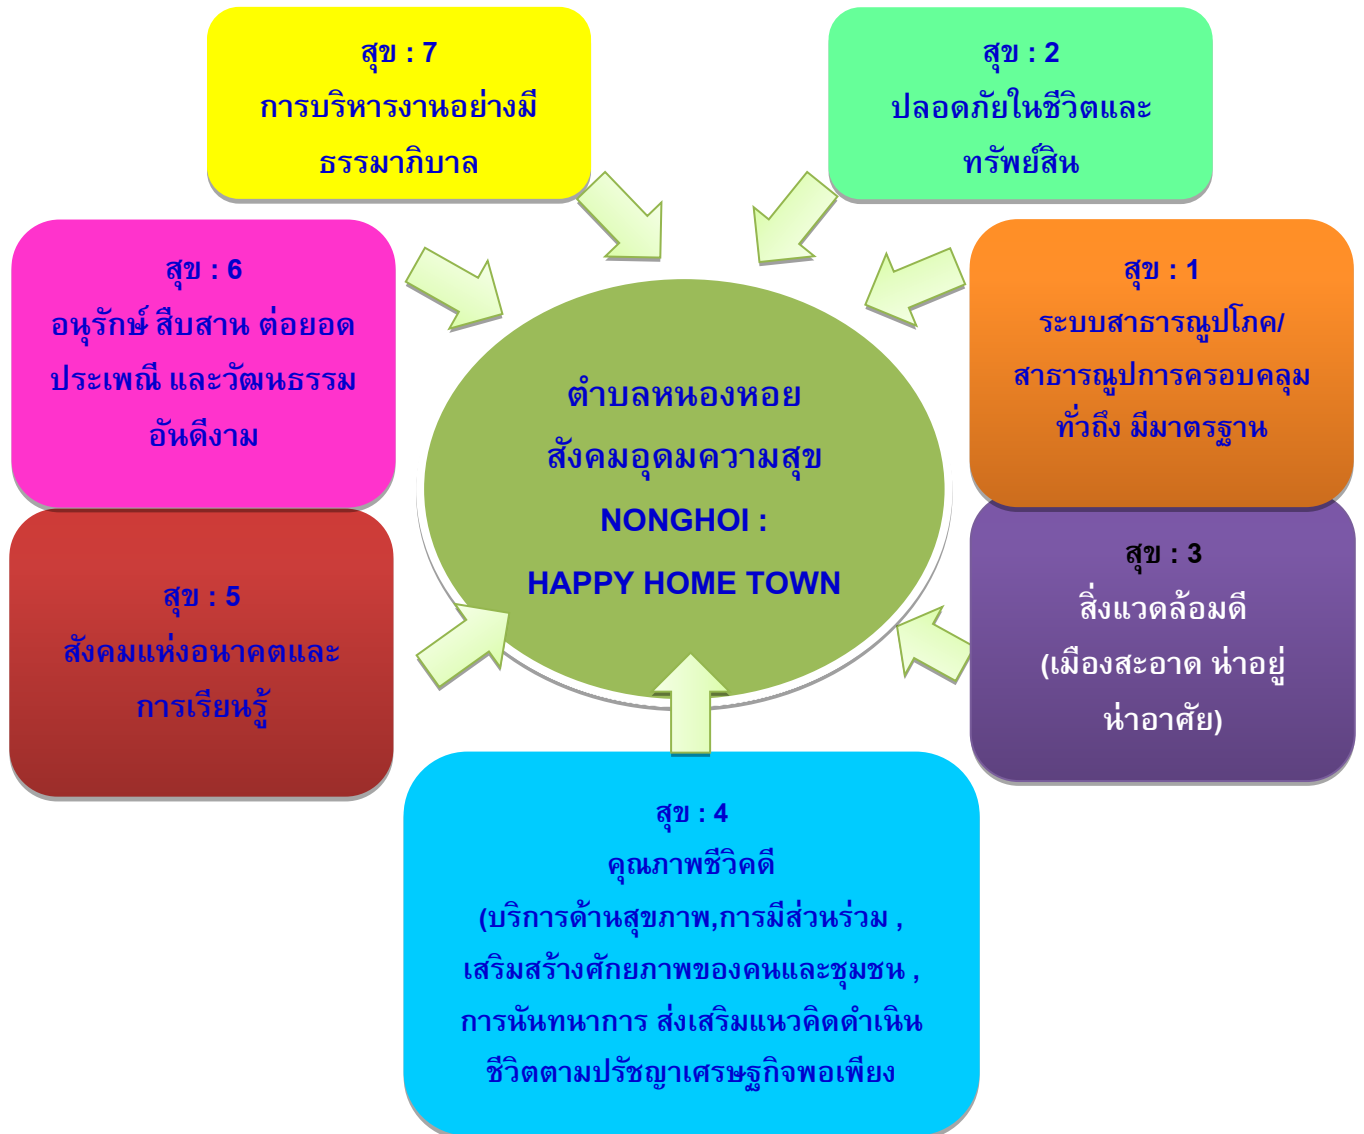 สุข : 7
การบริหารงานอย่างมี
ธรรมาภิบาล
สุข : 2
ปลอดภัยในชีวิตและ
ทรัพย์สิน
สุข : 6
อนุรักษ์ สืบสาน ต่อยอด
ประเพณี และวัฒนธรรม
อันดีงาม
สุข : 1
ระบบสาธารณูปโภค/
สาธารณูปการครอบคลุม
ทั่วถึง มีมาตรฐาน
ตำบลหนองหอย
สังคมอุดมความสุข
NONGHOI :
HAPPY HOME TOWN
สุข : 5
สังคมแห่งอนาคตและ
การเรียนรู้
สุข : 3
สิ่งแวดล้อมดี
(เมืองสะอาด น่าอยู่
น่าอาศัย)
สุข : 4
คุณภาพชีวิคดี
(บริการด้านสุขภาพ,การมีส่วนร่วม ,
เสริมสร้างศักยภาพของคนและชุมชน ,
การนันทนาการ ส่งเสริมแนวคิดดำเนิน
ชีวิตตามปรัชญาเศรษฐกิจพอเพียง